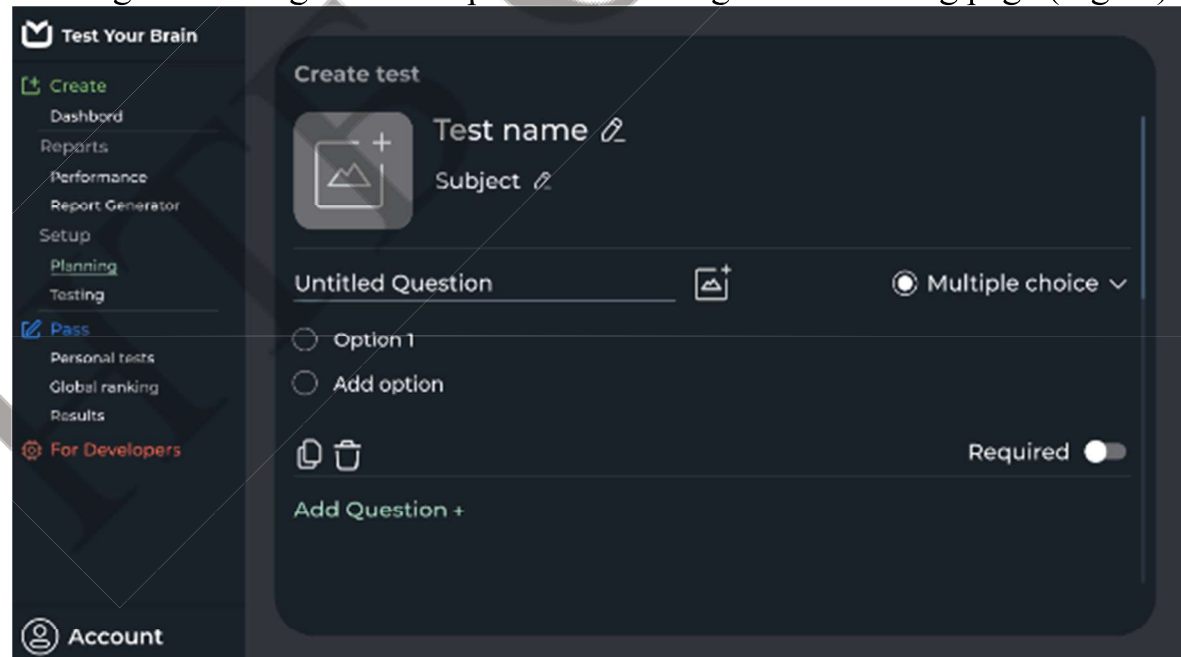 Test Your Brain
Create
Dashbord
Reports
Performance
Report Generator
Setup
Planning
Testing
Pass
Personal tests
Global ranking
Results
For Developers
Account
Create test
Test name
Subject
Untitled Question
Multiple choice
Option 1
Add option
Required
Add Question +